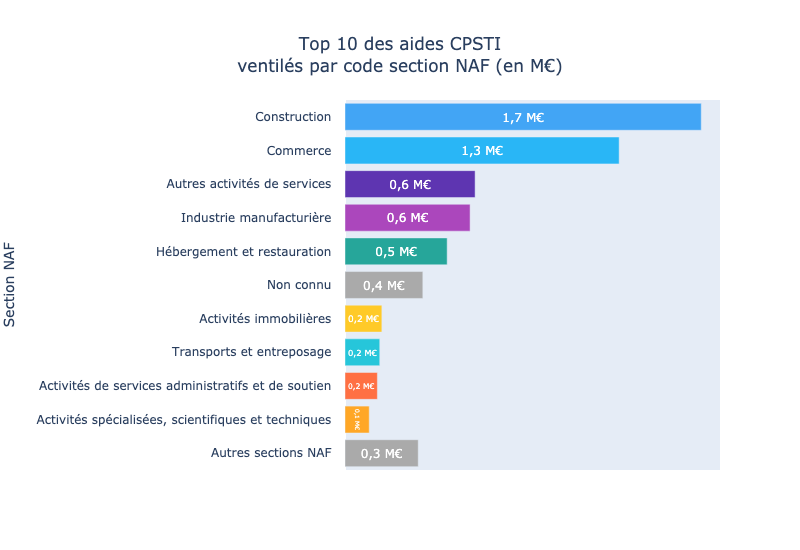 Top 10 des aides CPSTI
ventilés par code section NAF (en M€)
Section NAF
Construction 1,7 M€
Commerce 1,3 M€
Autres activités de services 0,6 M€
Industrie manufacturière 0,6 M€
Hébergement et restauration 0,5 M€
Non connu 0,4 M€
Activités immobilières 0,2 M€
Transports et entreposage 0,2 M€
Activités de services administratifs et de soutien 0,2 M€
Activités spécialisées, scientifiques et techniques 0,1 M€
Autres sections NAF 0,3 M€